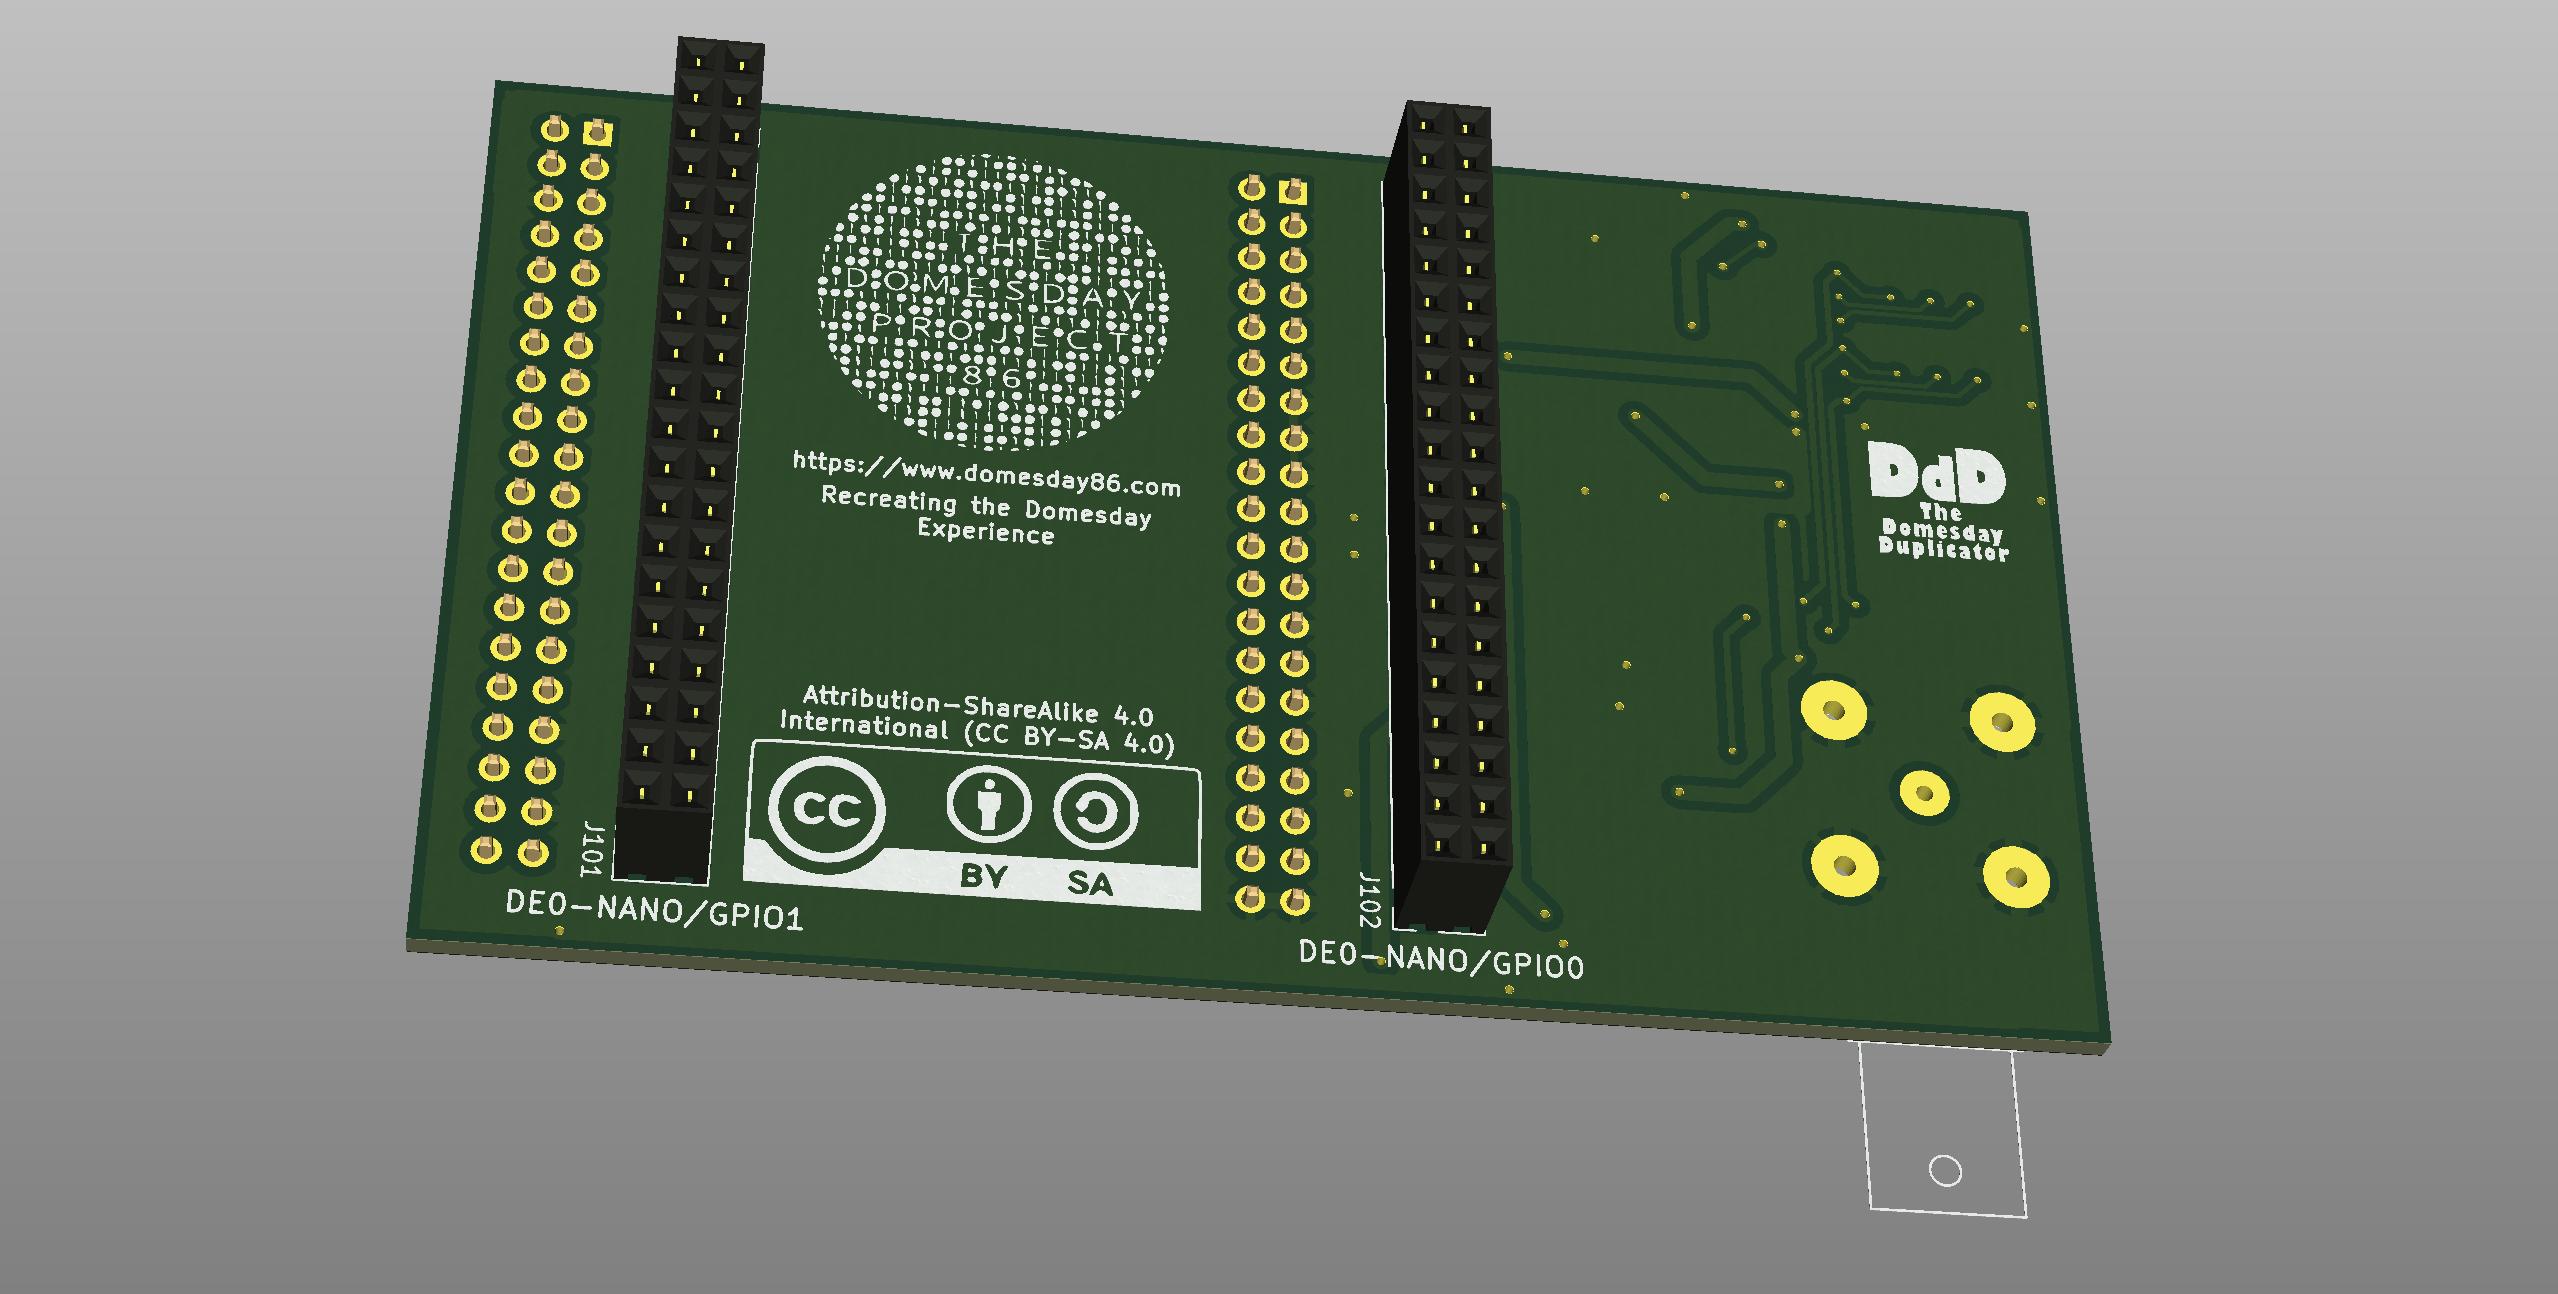 THE
DOMESDAY
PROJECT
86
https://www.domesday86.com
Recreating the Domesday
Experience
Attribution-ShareAlike 4.0
International (CC BY-SA 4.0)
CC
BY SA
J101
DE0-NANO/GPIO1
J102
DE0-NANO/GPIO0
DdD
The
Domesday
Duplicator